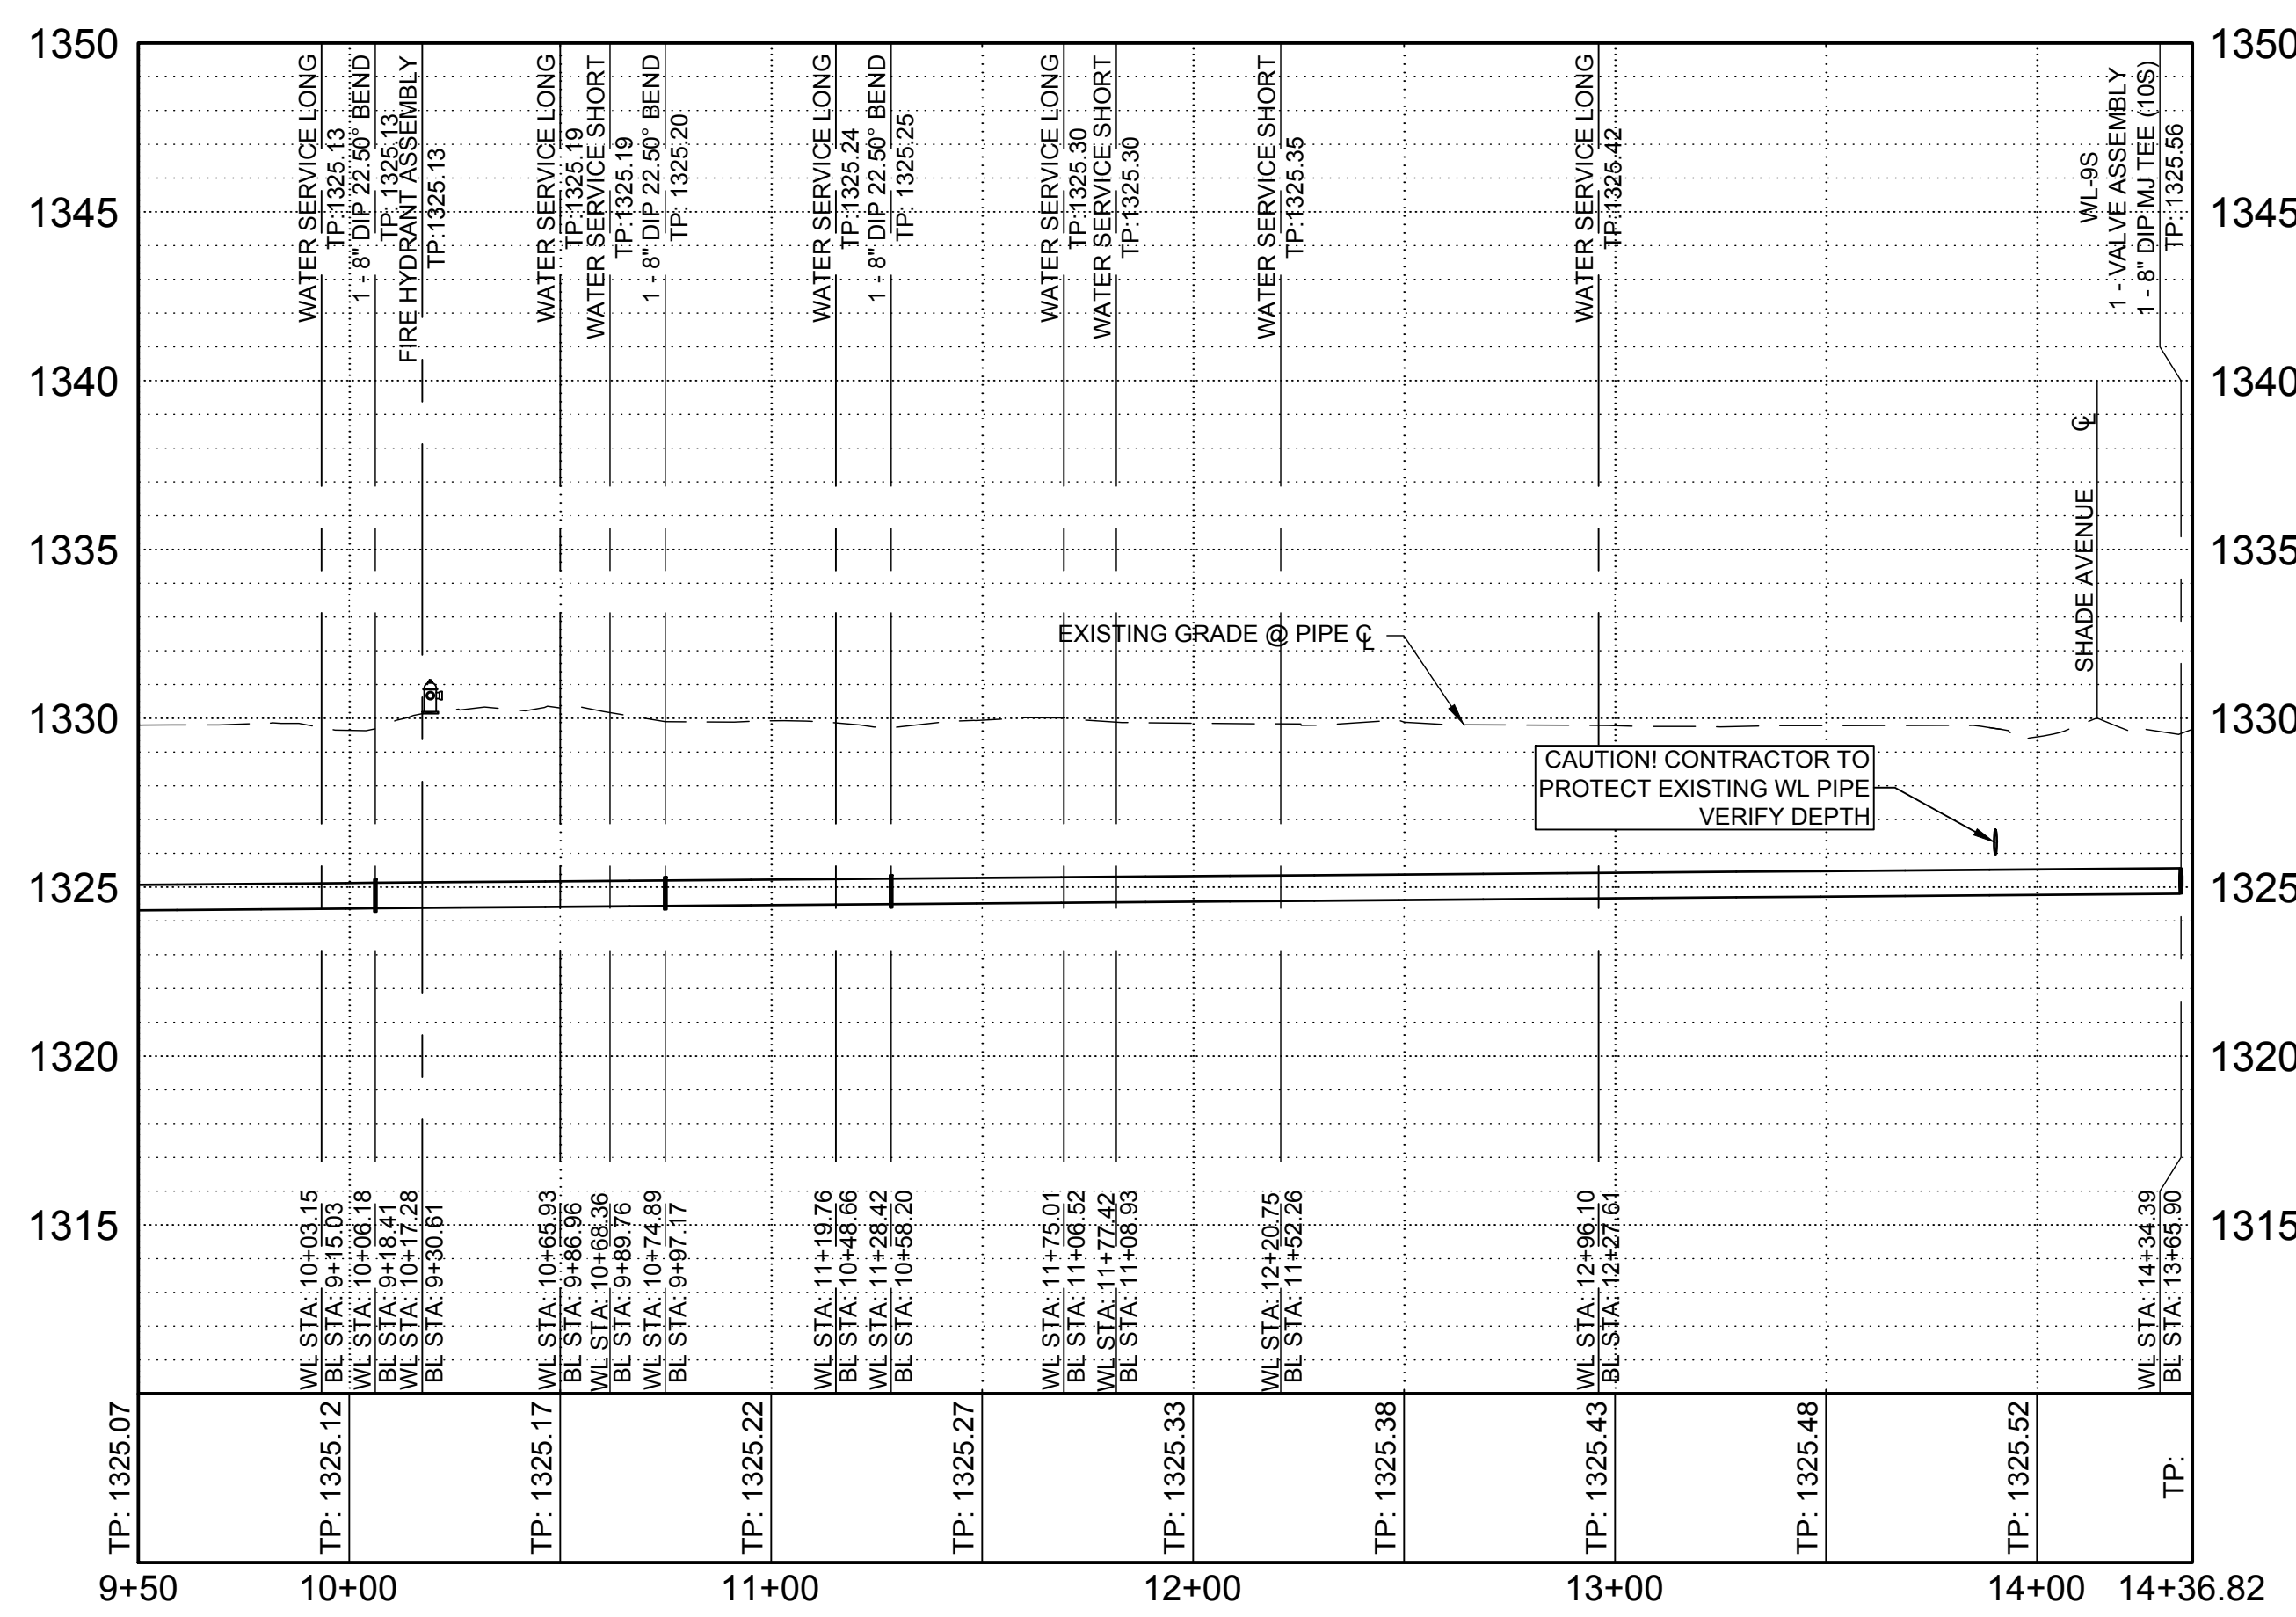 1350
1345
1340
1335
1330
1325
1320
1315
WATER SERVICE LONG
TP:1325.13
1 - 8" DIP 22.50° BEND
TP: 1325.13
FIRE HYDRANT ASSEMBLY
TP:1325.13
WATER SERVICE LONG
TP:1325.19
WATER SERVICE SHORT
TP:1325.19
1 - 8" DIP 22.50° BEND
TP: 1325.20
WATER SERVICE LONG
TP:1325.24
1 - 8" DIP 22.50° BEND
TP: 1325.25
WATER SERVICE LONG
TP:1325.30
WATER SERVICE SHORT
TP:1325.30
WATER SERVICE SHORT
TP:1325.35
WATER SERVICE LONG
TP:1325.42
WL-9S
1 - VALVE ASSEMBLY
1 - 8" DIP MJ TEE (10S)
TP: 1325.56
SHADE AVENUE ℄
EXISTING GRADE @ PIPE ℄
CAUTION! CONTRACTOR TO
PROTECT EXISTING WL PIPE
VERIFY DEPTH
WL STA: 10+03.15
BL STA: 9+15.03
WL STA: 10+06.18
BL STA: 9+18.41
WL STA: 10+17.28
BL STA: 9+30.61
WL STA: 10+65.93
BL STA: 9+86.96
WL STA: 10+68.36
BL STA: 9+89.76
WL STA: 10+74.89
BL STA: 9+97.17
WL STA: 11+19.76
BL STA: 10+48.66
WL STA: 11+28.42
BL STA: 10+58.20
WL STA: 11+75.01
BL STA: 11+06.52
WL STA: 11+77.42
BL STA: 11+08.93
WL STA: 12+20.75
BL STA: 11+52.26
WL STA: 12+96.10
BL STA: 12+27.61
WL STA: 14+34.39
BL STA: 13+65.90
1350
1345
1340
1335
1330
1325
1320
1315
TP: 1325.07
TP: 1325.12
TP: 1325.17
TP: 1325.22
TP: 1325.27
TP: 1325.33
TP: 1325.38
TP: 1325.43
TP: 1325.48
TP: 1325.52
TP:
9+50
10+00
11+00
12+00
13+00
14+00
14+36.82